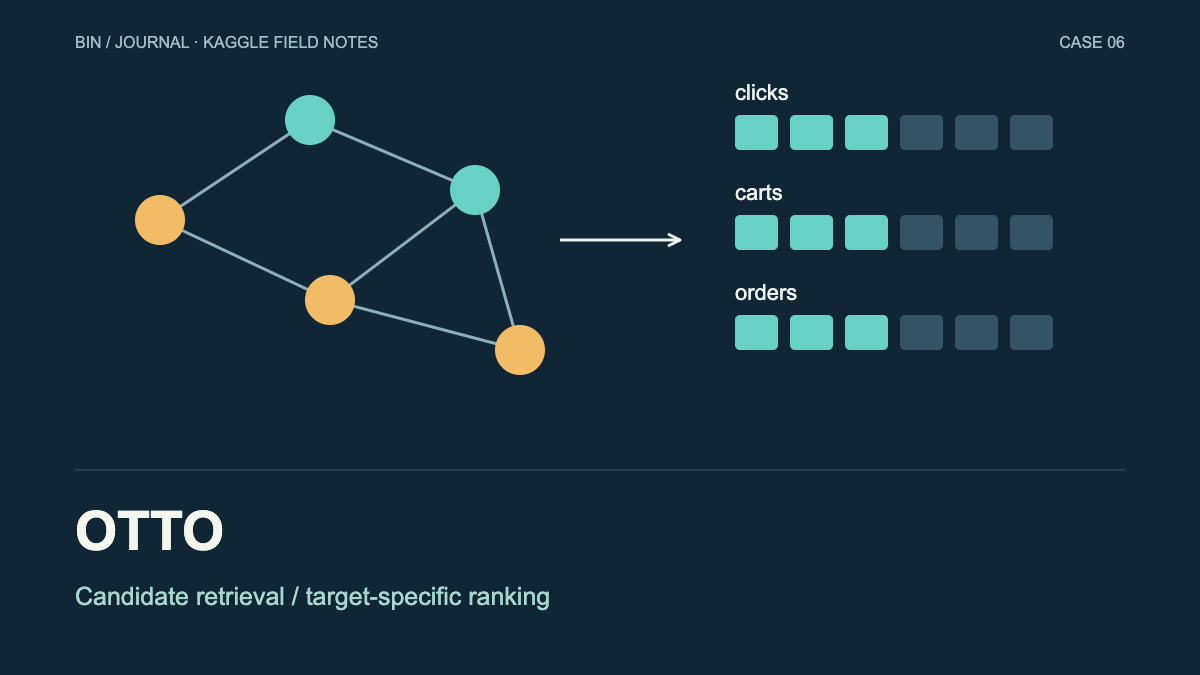 BIN / JOURNAL · KAGGLE FIELD NOTES
CASE 06
clicks
carts
orders
OTTO
Candidate retrieval / target-specific ranking